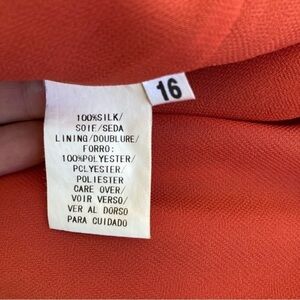 16
100%SILK/
SOIE/SEDA
LINING/DOUBLURE/
FORRO:
100%POLYESTER/
POLYESTER/
POLIESTER
CARE OVER/
VOIR VERSO/
VER AL DORSO
PARA CUIDADO